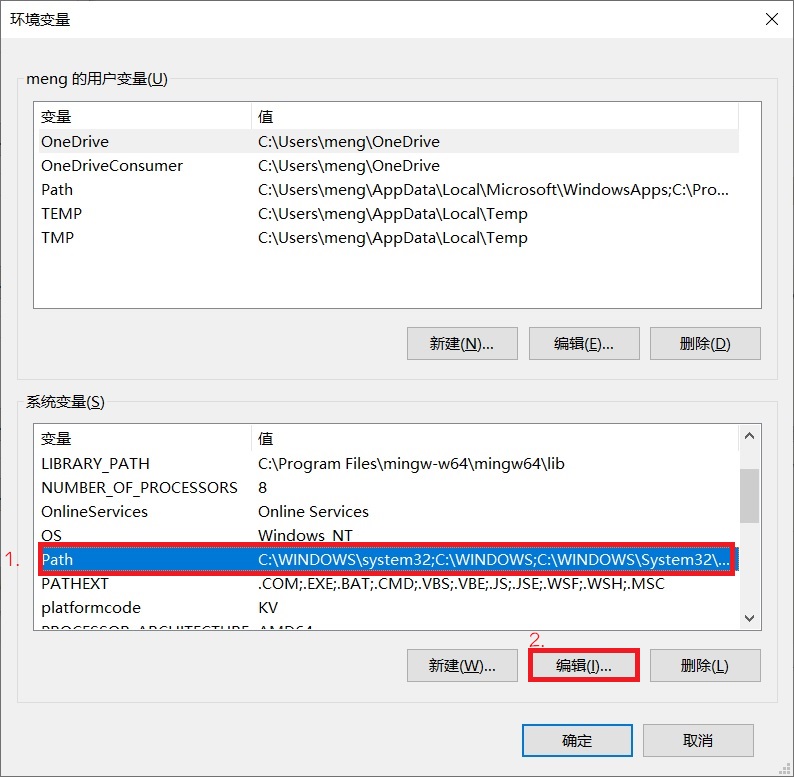 环境变量
meng 的用户变量(U)
变量 值
OneDrive C:\Users\meng\OneDrive
OneDriveConsumer C:\Users\meng\OneDrive
Path C:\Users\meng\AppData\Local\Microsoft\WindowsApps;C:\Pro...
TEMP C:\Users\meng\AppData\Local\Temp
TMP C:\Users\meng\AppData\Local\Temp
新建(N)... 编辑(E)... 删除(D)
系统变量(S)
变量 值
LIBRARY_PATH C:\Program Files\mingw-w64\mingw64\lib
NUMBER_OF_PROCESSORS 8
OnlineServices Online Services
OS Windows_NT
1. Path C:\WINDOWS\system32;C:\WINDOWS;C:\WINDOWS\System32\...
PATHEXT .COM;.EXE;.BAT;.CMD;.VBS;.VBE;.JS;.JSE;.WSF;.WSH;.MSC
platformcode KV
PROCESSOR_ARCHITECTURE AMD64
2.
新建(W)... 编辑(I)... 删除(L)
确定 取消